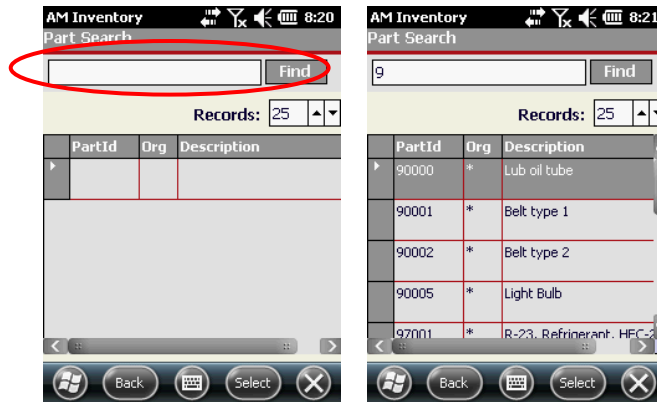 AM Inventory 8:20
Part Search
Find
Records: 25
PartId Org Description
Back Select
AM Inventory 8:21
Part Search
9 Find
Records: 25
PartId Org Description
90000 * Lub oil tube
90001 * Belt type 1
90002 * Belt type 2
90005 * Light Bulb
97001 * R-23, Refrigerant, HFC-2
Back Select